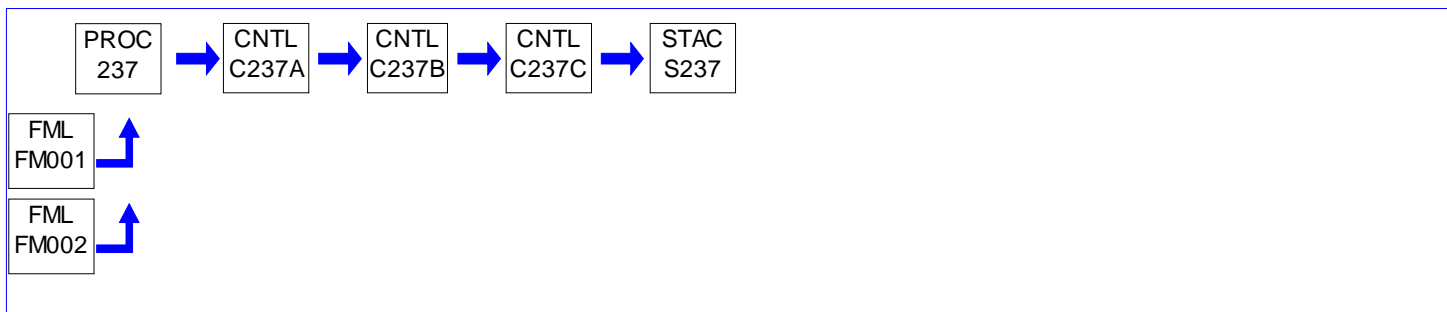 PROC
237
CNTL
C237A
CNTL
C237B
CNTL
C237C
STAC
S237
FML
FM001
FML
FM002